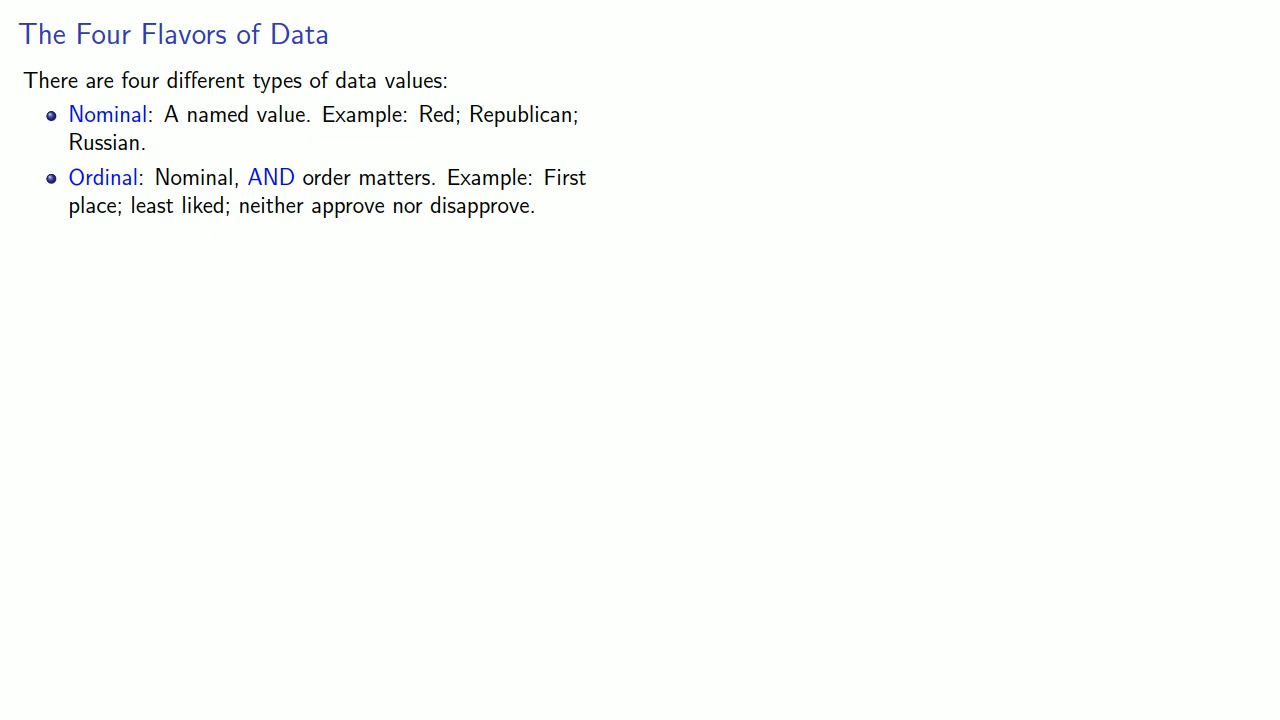 The Four Flavors of Data
There are four different types of data values:
Nominal: A named value. Example: Red; Republican;
Russian.
Ordinal: Nominal, AND order matters. Example: First
place; least liked; neither approve nor disapprove.